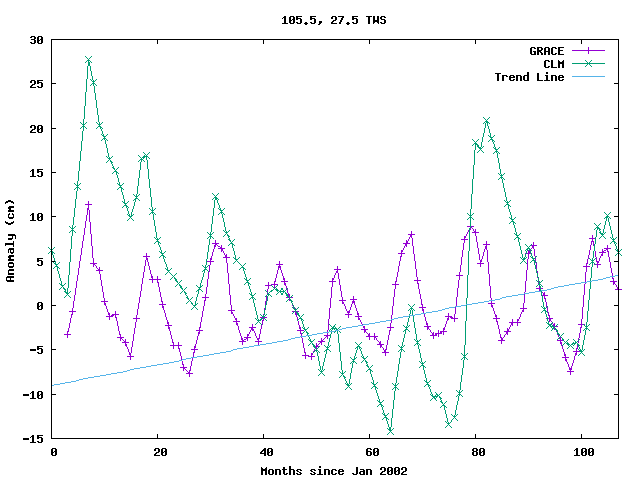 105.5, 27.5 TWS
GRACE
CLM
Trend Line
30
25
20
15
10
5
0
-5
-10
-15
Anomaly (cm)
0 20 40 60 80 100
Months since Jan 2002